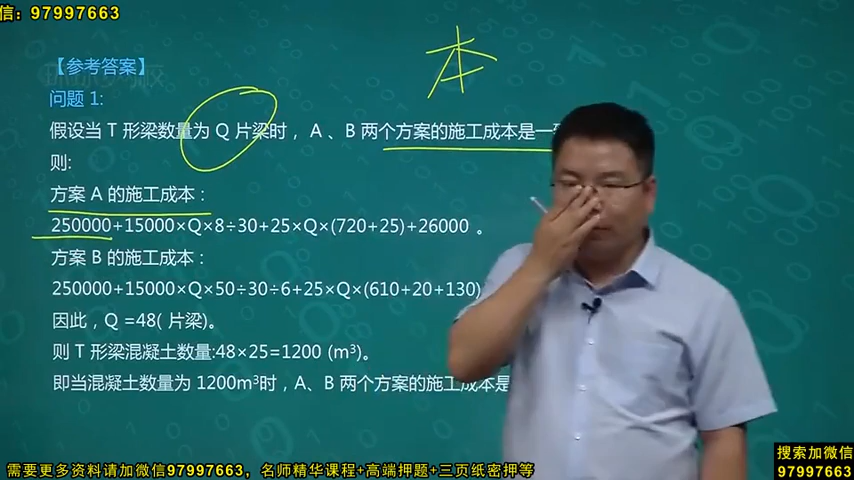 信：97997663
本
【参考答案】
问题 1:
假设当 T 形梁数量为 Q 片梁时，A 、B 两个方案的施工成本是一
则:
方案 A 的施工成本：
250000+15000×Q×8÷30+25×Q×(720+25)+26000 。
方案 B 的施工成本：
250000+15000×Q×50÷30÷6+25×Q×(610+20+130)
因此，Q =48( 片梁)。
则 T 形梁混凝土数量:48×25=1200 (m³)。
即当混凝土数量为 1200m³时，A、B 两个方案的施工成本是
搜索加微信
97997663
需要更多资料请加微信97997663，名师精华课程+高端押题+三页纸密押等